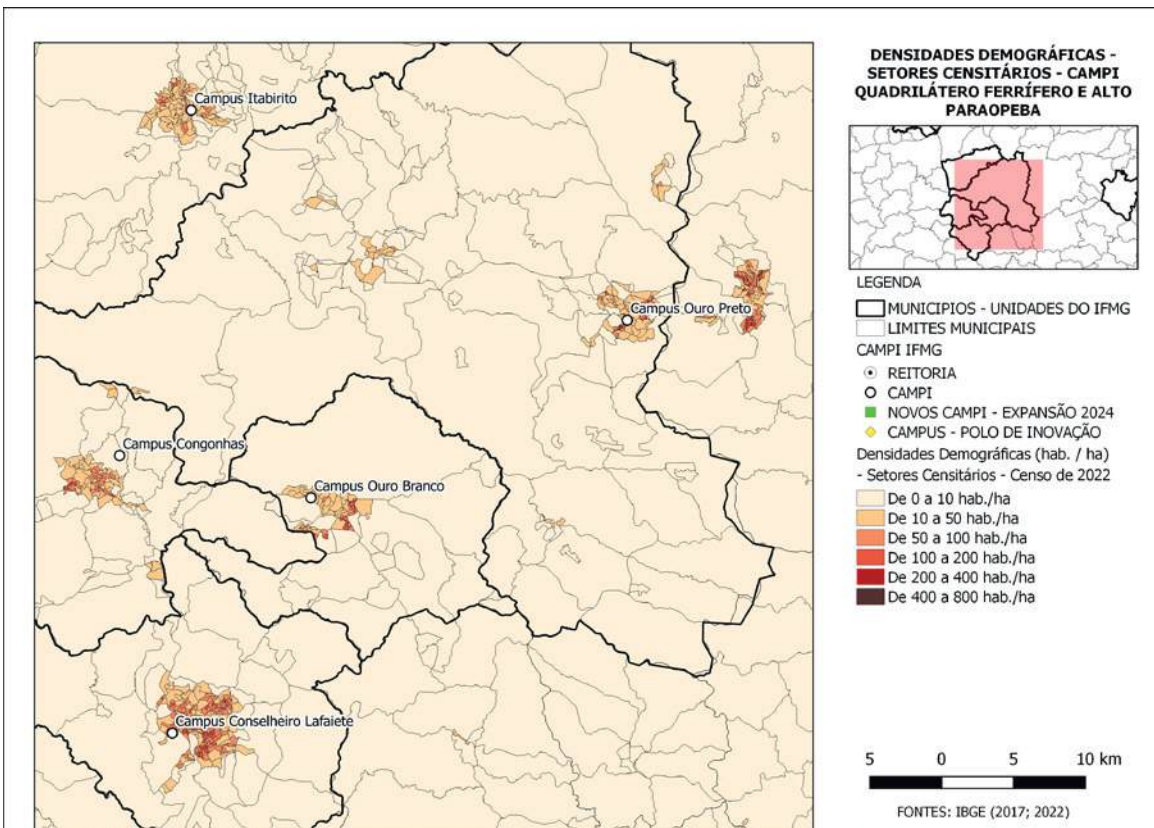 DENSIDADES DEMOGRÁFICAS -
SETORES CENSITÁRIOS - CAMPI
QUADRILÁTERO FERRÍFERO E ALTO
PARAOPEBA
Campus Itabirito
Campus Ouro Preto
Campus Congonhas
Campus Ouro Branco
Campus Conselheiro Lafaiete
LEGENDA
MUNICIPIOS - UNIDADES DO IFMG
LIMITES MUNICIPAIS
CAMPI IFMG
REITORIA
CAMPI
NOVOS CAMPI - EXPANSÃO 2024
CAMPUS - POLO DE INOVAÇÃO
Densidades Demográficas (hab. / ha)
- Setores Censitários - Censo de 2022
De 0 a 10 hab./ha
De 10 a 50 hab./ha
De 50 a 100 hab./ha
De 100 a 200 hab./ha
De 200 a 400 hab./ha
De 400 a 800 hab./ha
5 0 5 10 km
FONTES: IBGE (2017; 2022)